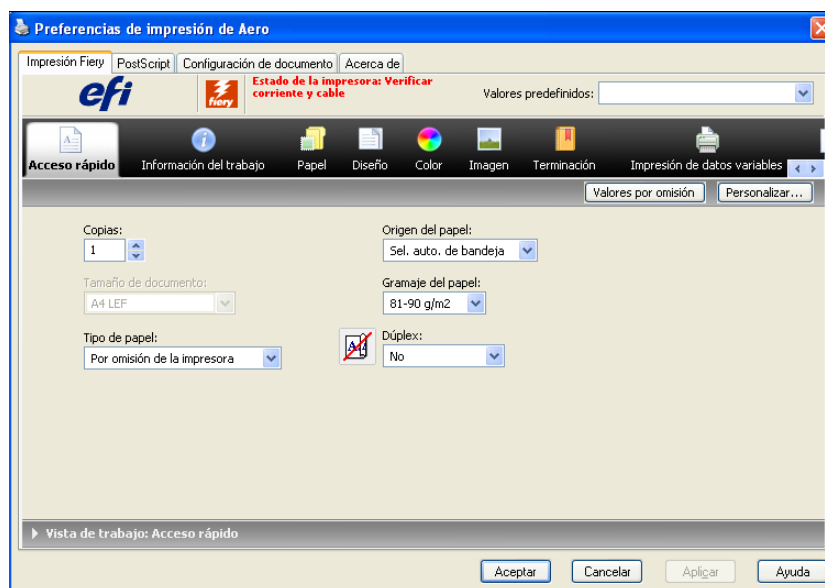 Preferencias de impresión de Aero
Impresión Fiery PostScript Configuración de documento Acerca de
efi
fiery
Estado de la impresora: Verificar
corriente y cable
Valores predefinidos:
Acceso rápido Información del trabajo Papel Diseño Color Imagen Terminación Impresión de datos variables
Valores por omisión Personalizar...
Copias:
1
Origen del papel:
Sel. auto. de bandeja
Tamaño de documento:
A4 LEF
Gramaje del papel:
81-90 g/m2
Tipo de papel:
Por omisión de la impresora
Dúplex:
No
Vista de trabajo: Acceso rápido
Aceptar Cancelar Aplicar Ayuda